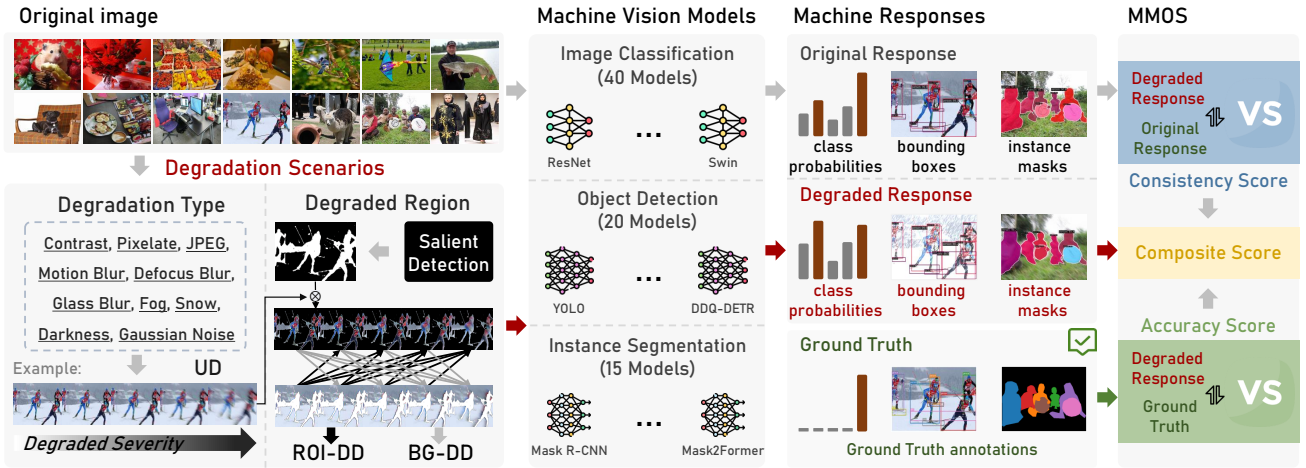 Original image
Degradation Scenarios
Degradation Type
Contrast, Pixelate, JPEG,
Motion Blur, Defocus Blur,
Glass Blur, Fog, Snow,
Darkness, Gaussian Noise
Example:
UD
Degraded Severity
Degraded Region
Salient
Detection
ROI-DD
BG-DD
Machine Vision Models
Image Classification
(40 Models)
...
ResNet
Swin
Object Detection
(20 Models)
...
YOLO
DDQ-DETR
Instance Segmentation
(15 Models)
...
Mask R-CNN
Mask2Former
Machine Responses
Original Response
class
probabilities
bounding
boxes
instance
masks
Degraded Response
class
probabilities
bounding
boxes
instance
masks
Ground Truth
Ground Truth annotations
MMOS
Degraded
Response
Original
Response
VS
Consistency Score
Composite Score
Accuracy Score
Degraded
Response
Ground
Truth
VS